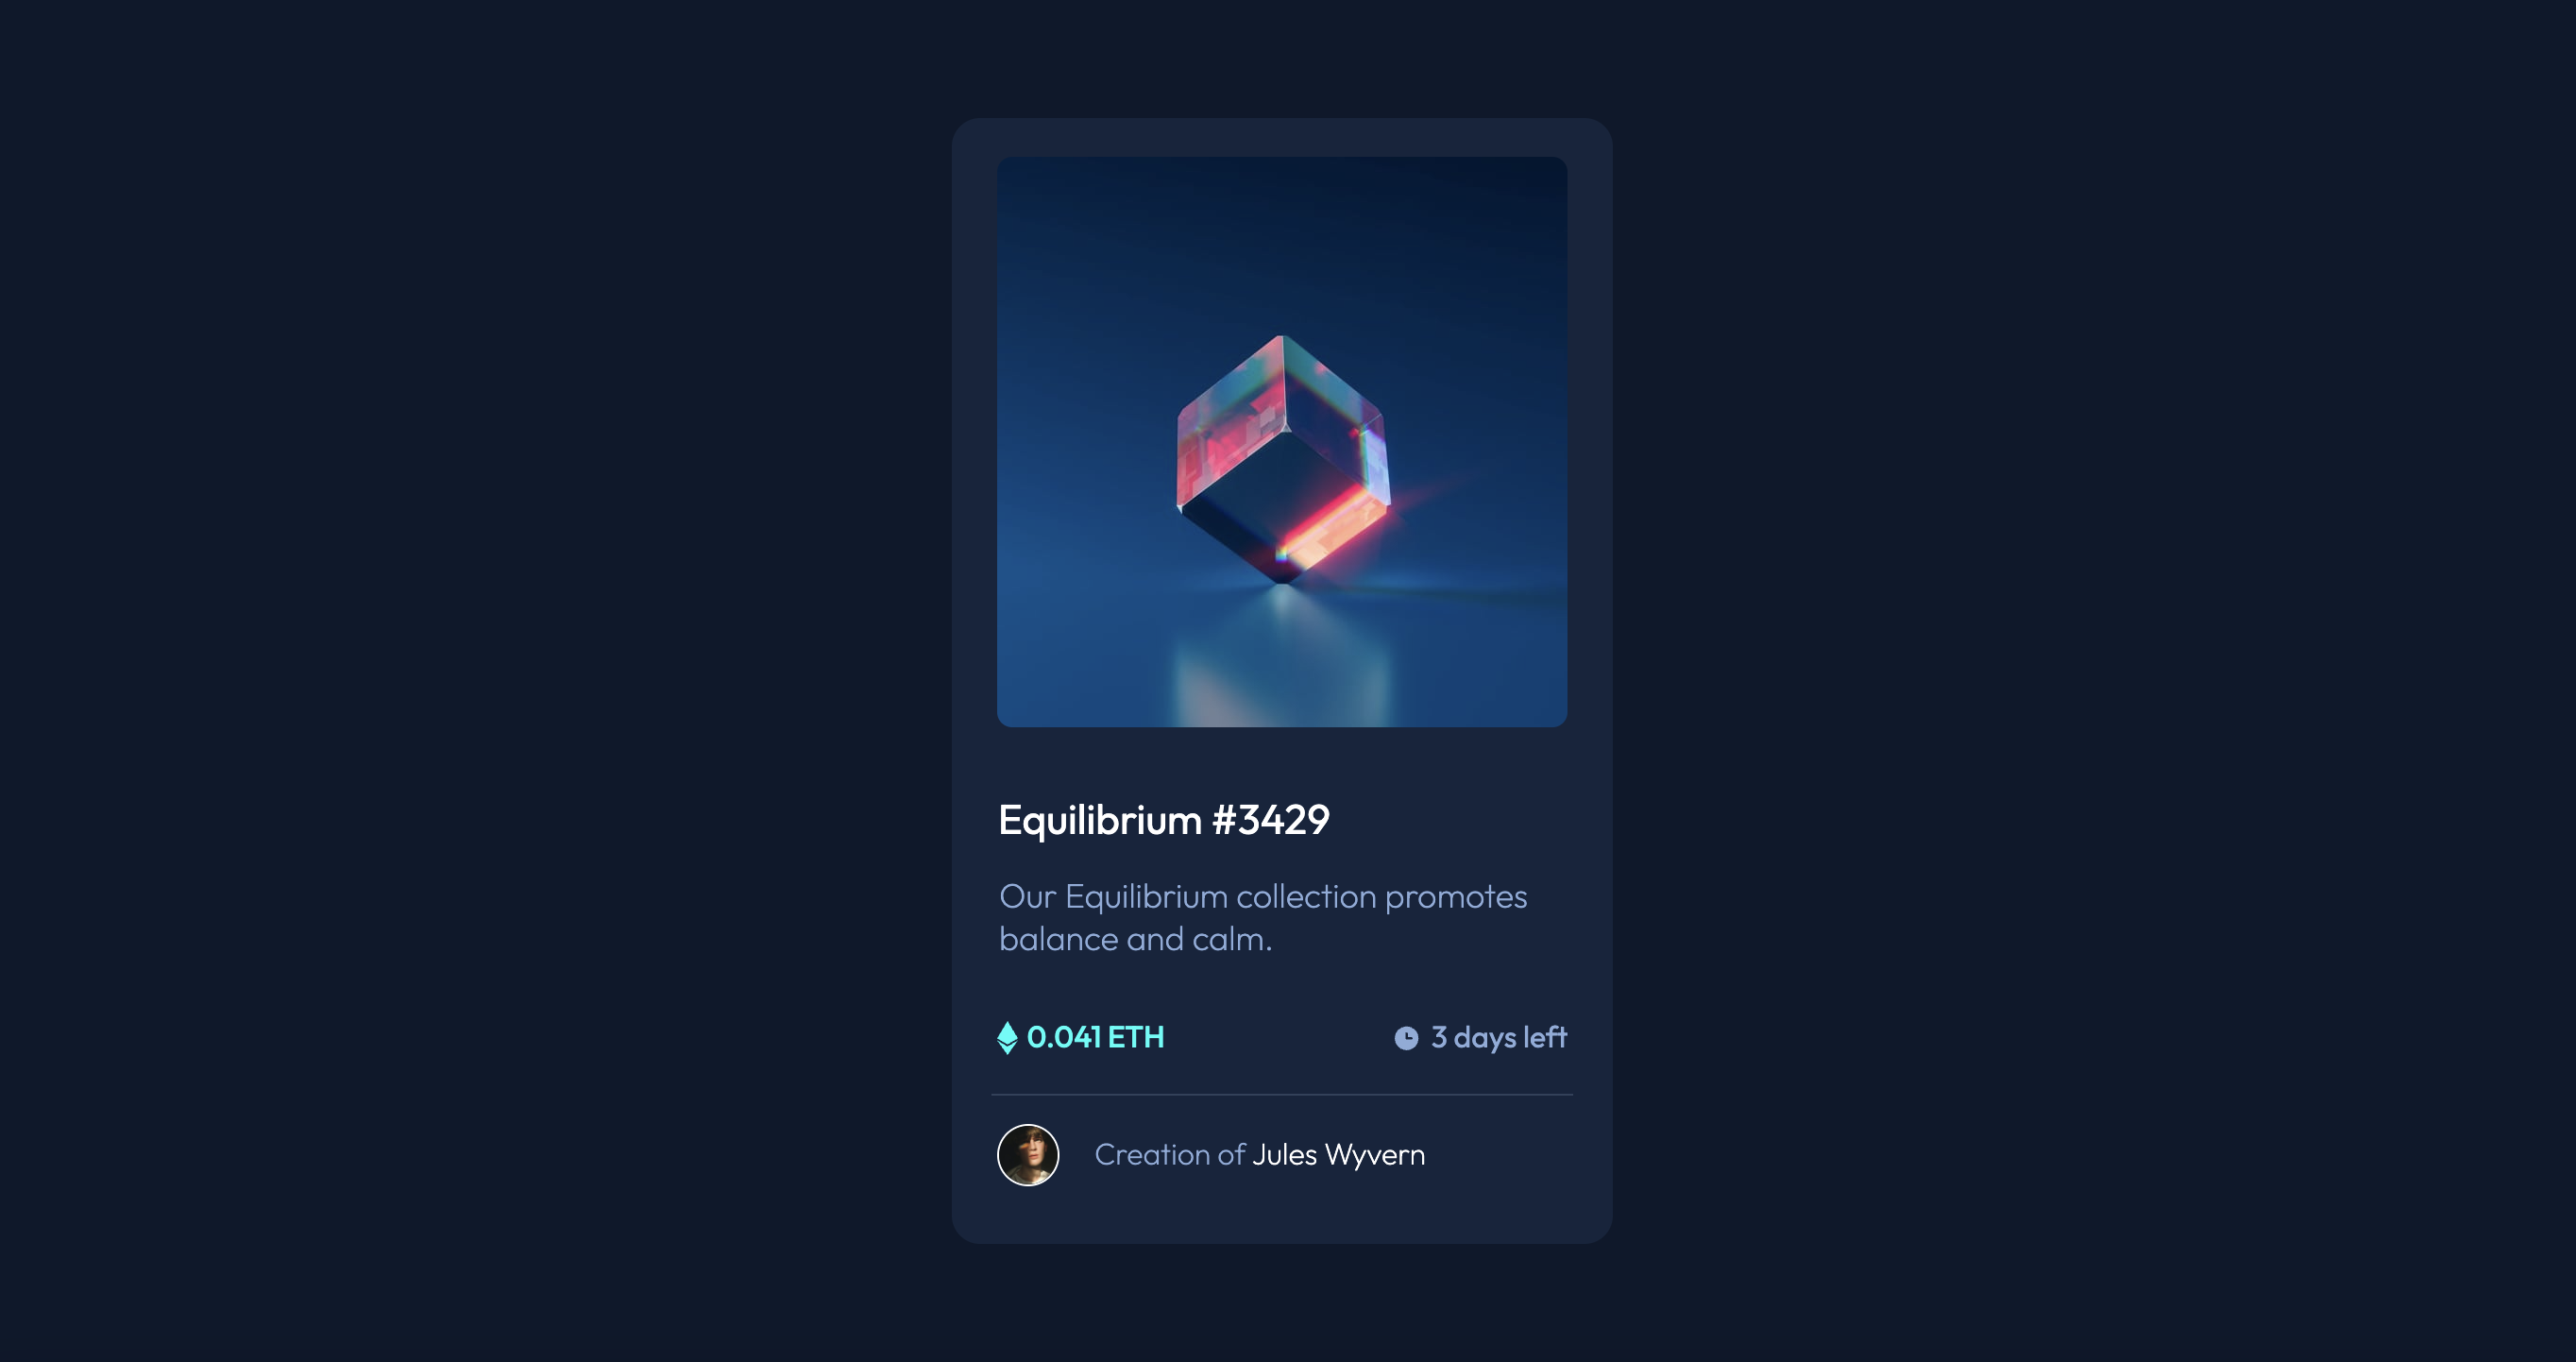 Equilibrium #3429
Our Equilibrium collection promotes
balance and calm.
0.041 ETH
3 days left
Creation of Jules Wyvern